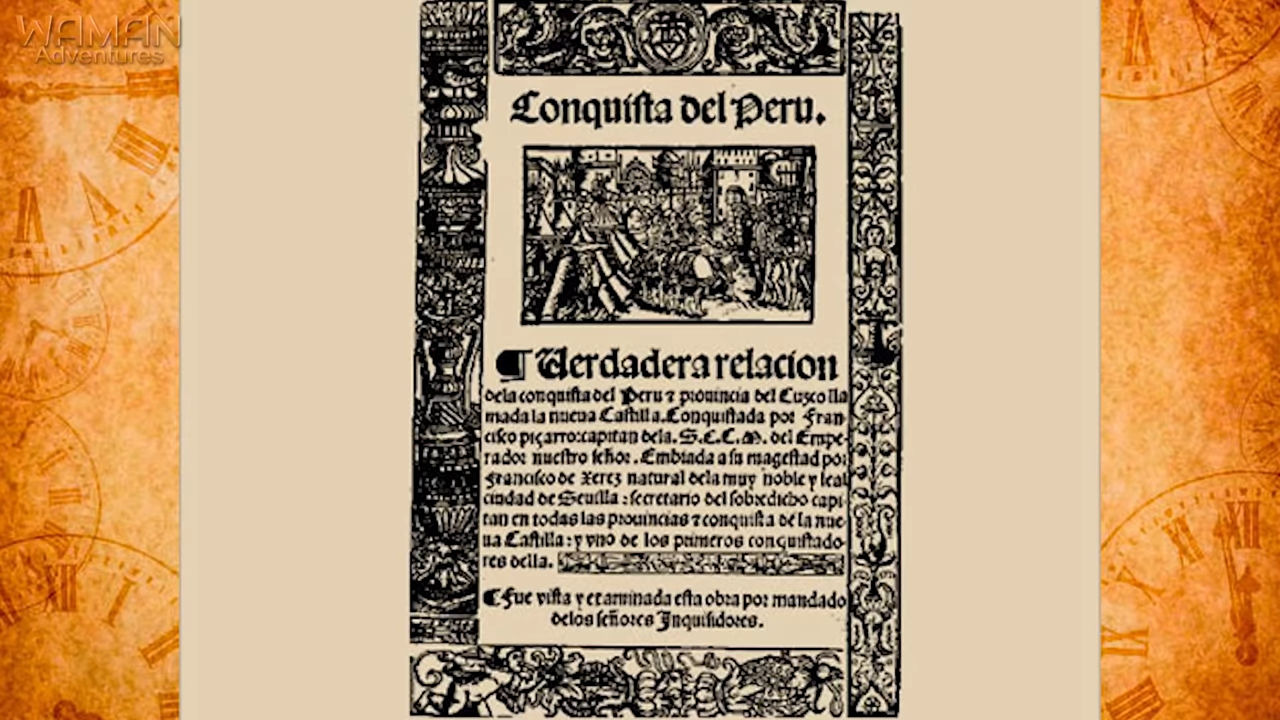 WAMAN
Adventures
Conquista del Peru.
¶ Verdadera relacion
dela conquista del Peru ⁊ prouincia del Cuzco lla
mada la nueua Castilla. Conquistada por Fran-
cisco piçarro: capitan dela. S. C. C. M. del Empe-
rador nuestro señor. Embiada a su magestad por
Francisco de Xerez natural dela muy noble y leal
ciudad de Seuilla: secretario del sobredicho capi-
tan en todas las prouincias ⁊ conquista de la nue-
ua Castilla: y vno de los primeros conquistado-
res della.
¶ Fue vista y examinada esta obra por mandado
delos señores Inquisidores.